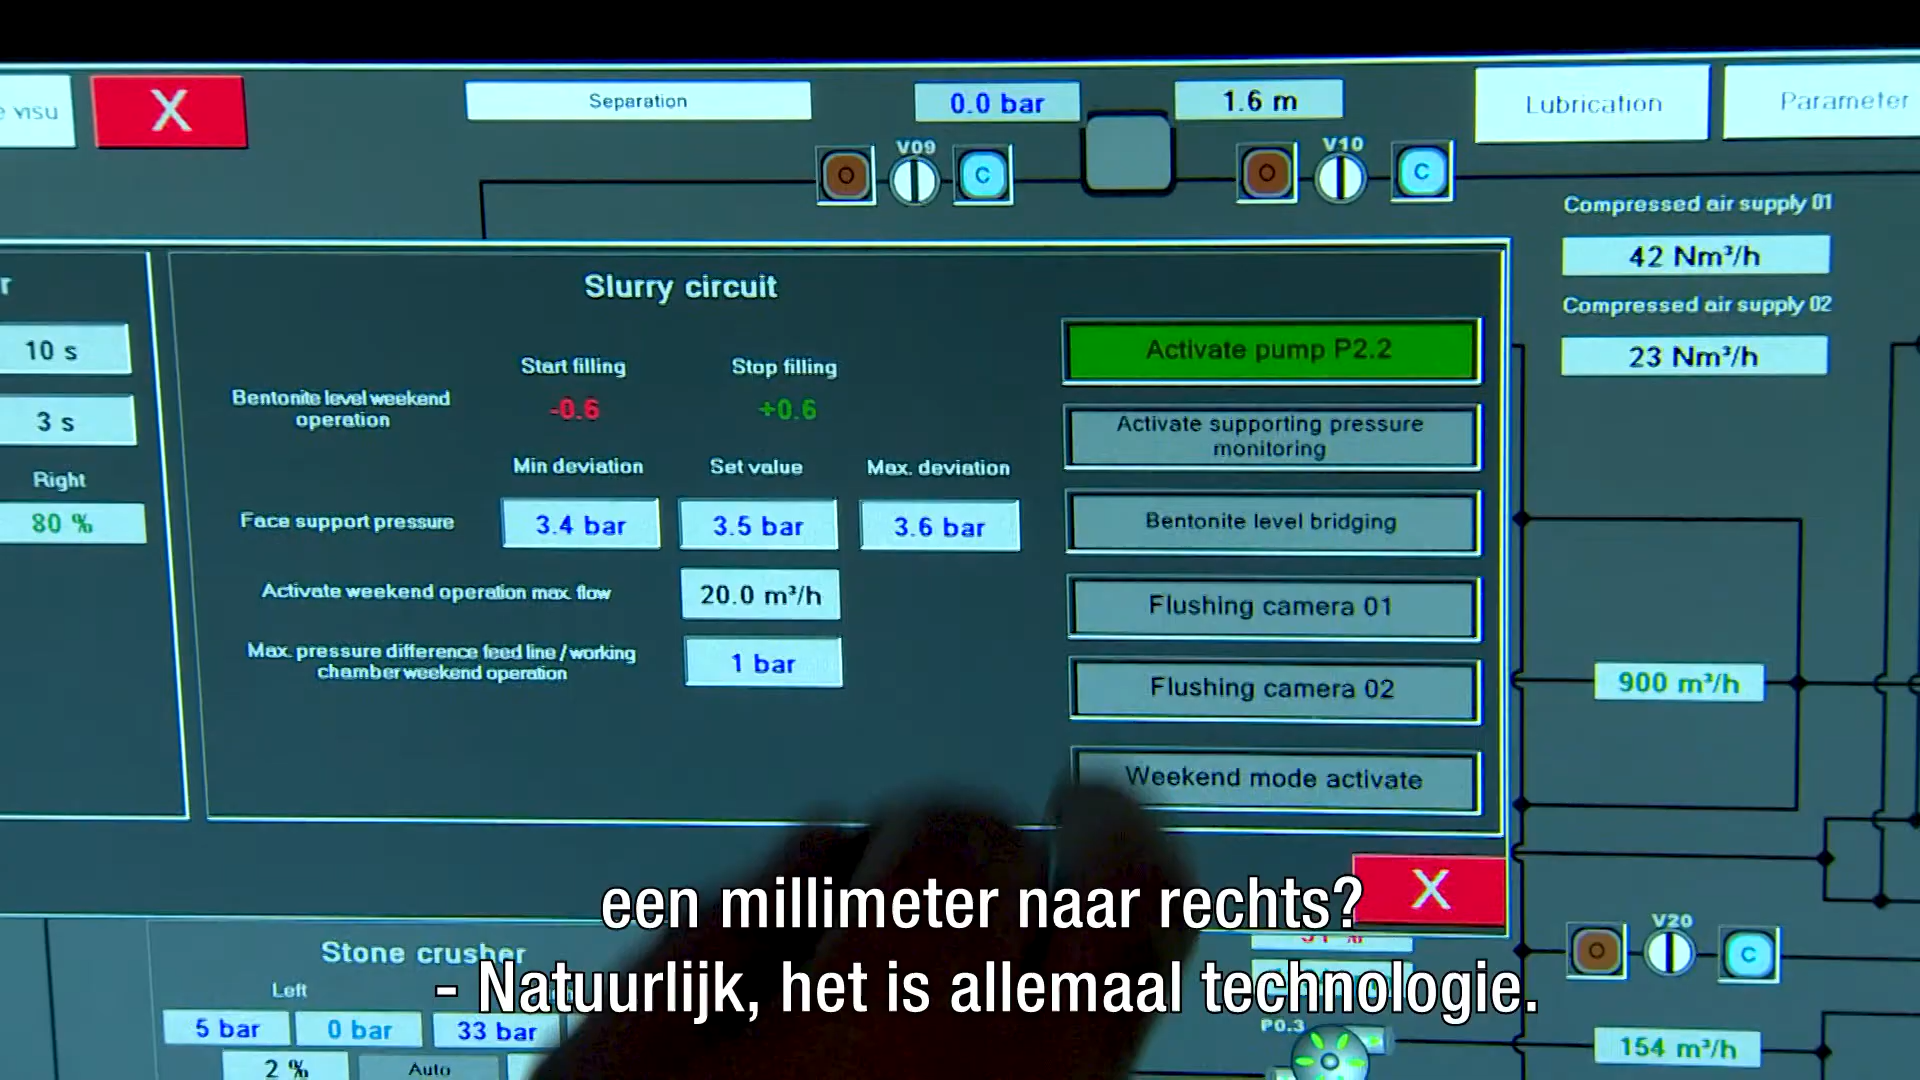 e visu
X
Separation
0.0 bar
1.6 m
Lubrication
Parameter
O
V09
C
O
V10
C
Compressed air supply 01
42 Nm³/h
Compressed air supply 02
23 Nm³/h
r
10 s
3 s
Right
80 %
Slurry circuit
Start filling
Stop filling
Bentonite level weekend
operation
-0.6
+0.6
Min deviation
Set value
Max. deviation
Face support pressure
3.4 bar
3.5 bar
3.6 bar
Activate weekend operation max. flow
20.0 m³/h
Max. pressure difference feed line / working
chamber weekend operation
1 bar
Activate pump P2.2
Activate supporting pressure
monitoring
Bentonite level bridging
Flushing camera 01
Flushing camera 02
Weekend mode activate
X
900 m³/h
O
V20
C
154 m³/h
P0.3
Stone crusher
Left
5 bar
0 bar
33 bar
2 %
Auto
een millimeter naar rechts?
- Natuurlijk, het is allemaal technologie.